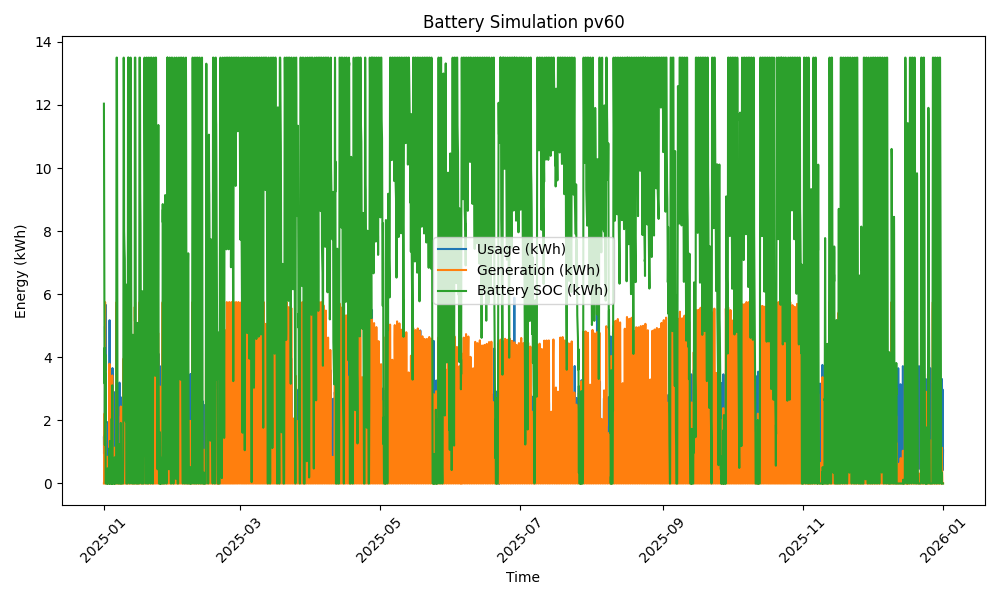 Battery Simulation pv60
Energy (kWh)
14
12
10
8
6
4
2
0
Usage (kWh)
Generation (kWh)
Battery SOC (kWh)
2025-01
2025-03
2025-05
2025-07
2025-09
2025-11
2026-01
Time